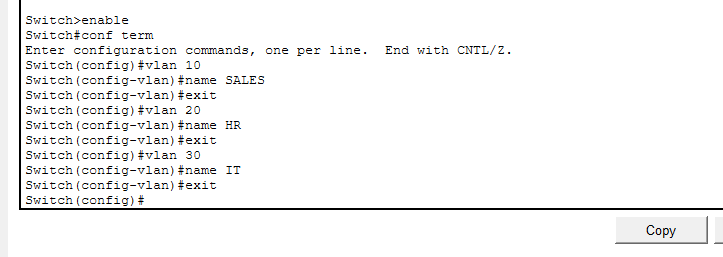 Switch>enable
Switch#conf term
Enter configuration commands, one per line.  End with CNTL/Z.
Switch(config)#vlan 10
Switch(config-vlan)#name SALES
Switch(config-vlan)#exit
Switch(config)#vlan 20
Switch(config-vlan)#name HR
Switch(config-vlan)#exit
Switch(config)#vlan 30
Switch(config-vlan)#name IT
Switch(config-vlan)#exit
Switch(config)#
Copy